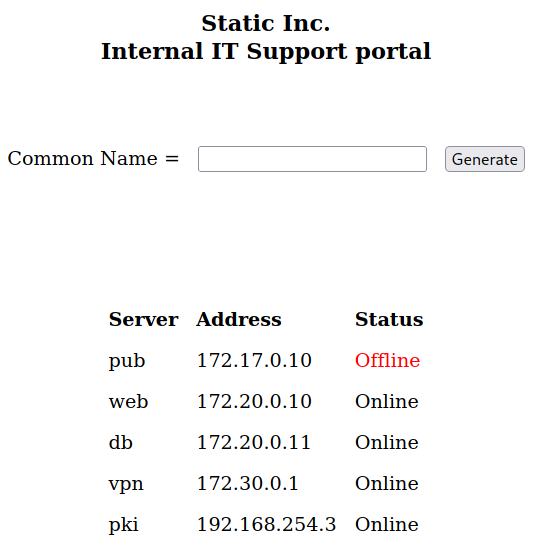 Static Inc.
Internal IT Support portal
Common Name = Generate
Server Address Status
pub 172.17.0.10 Offline
web 172.20.0.10 Online
db 172.20.0.11 Online
vpn 172.30.0.1 Online
pki 192.168.254.3 Online